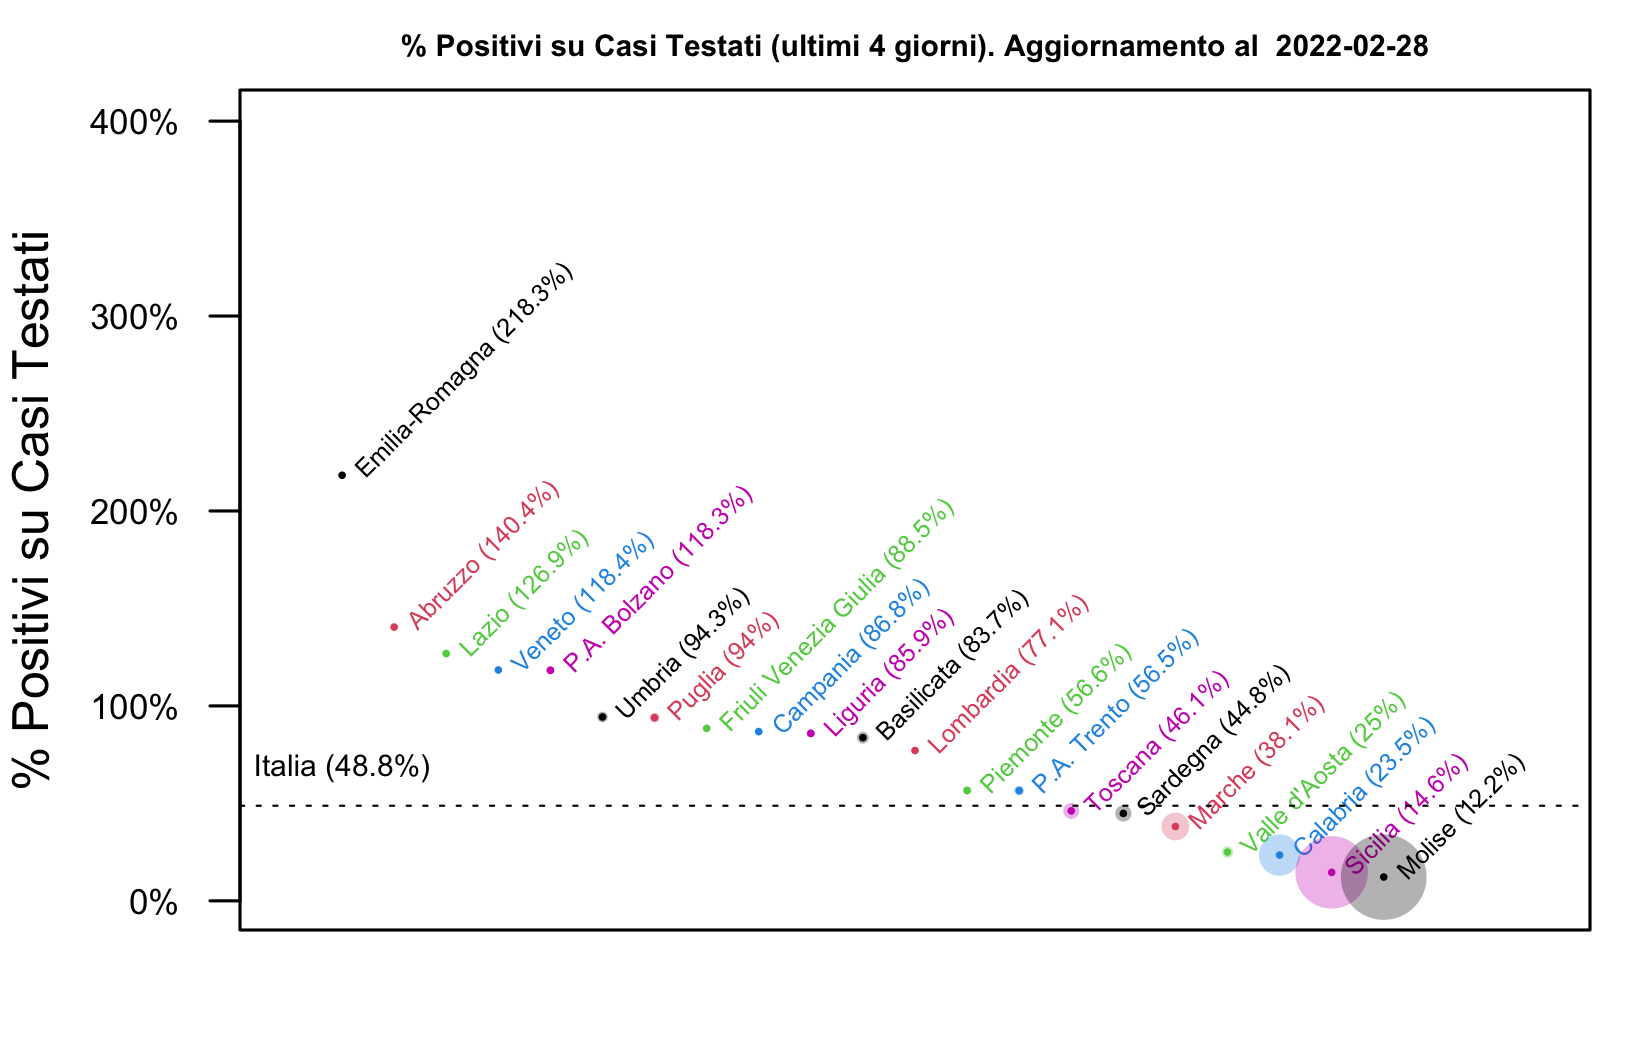 % Positivi su Casi Testati (ultimi 4 giorni). Aggiornamento al  2022-02-28
% Positivi su Casi Testati
400%
300%
200%
100%
0%
Italia (48.8%)
Emilia-Romagna (218.3%)
Abruzzo (140.4%)
Lazio (126.9%)
Veneto (118.4%)
P.A. Bolzano (118.3%)
Umbria (94.3%)
Puglia (94%)
Friuli Venezia Giulia (88.5%)
Campania (86.8%)
Liguria (85.9%)
Basilicata (83.7%)
Lombardia (77.1%)
Piemonte (56.6%)
P.A. Trento (56.5%)
Toscana (46.1%)
Sardegna (44.8%)
Marche (38.1%)
Valle d'Aosta (25%)
Calabria (23.5%)
Sicilia (14.6%)
Molise (12.2%)